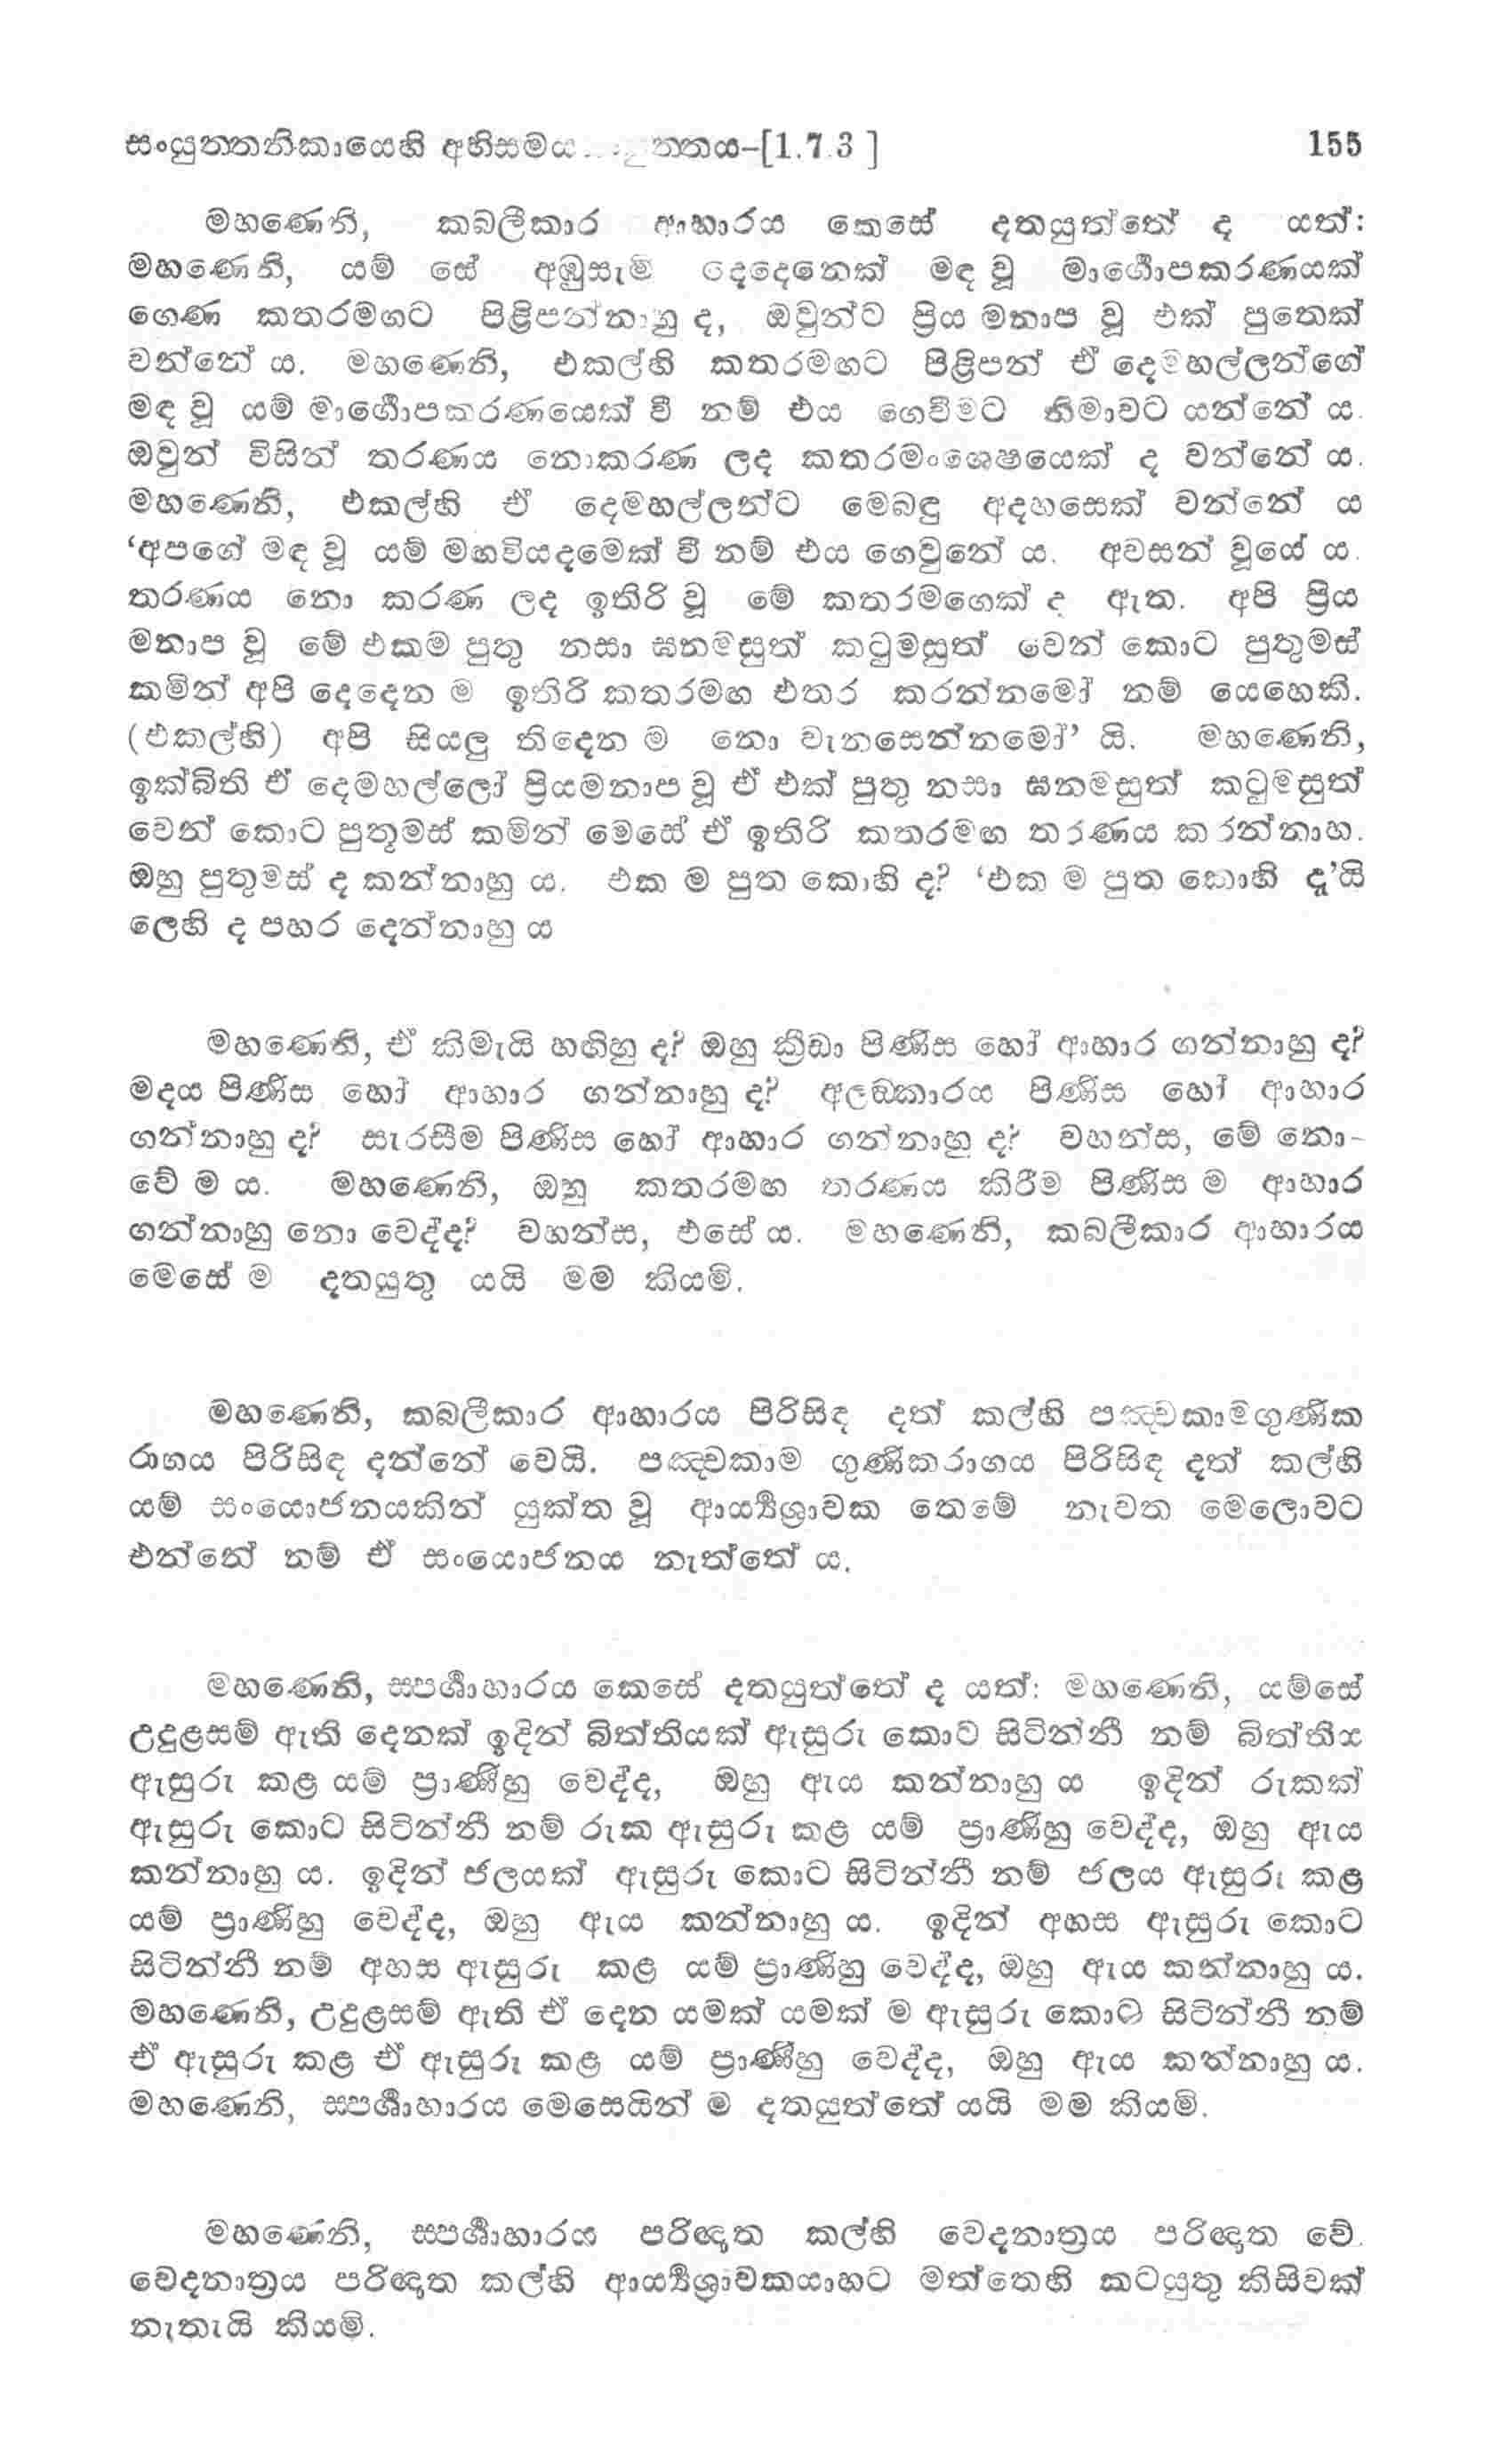 සංයුත්තනිකායෙහි අභිසමය ...ත්තය–[1.7.3] 155
මහණෙනි, කබලීකාර ආහාරය කෙසේ දතයුත්තේ ද යත්:
මහණෙනි, යම් සේ අඹුසැමි දෙදෙනෙක් මඳ වූ මාර්ගොපකරණයක්
ගෙණ කතරමගට පිළිපන්නාහු ද, ඔවුන්ට ප්‍රිය මනාප වූ එක් පුතෙක්
වන්නේ ය. මහණෙනි, එකල්හි කතරමඟට පිළිපන් ඒ දෙමහල්ලන්ගේ
මඳ වූ යම් මාර්ගොපකරණයෙක් වී නම් එය ගෙවීමට නිමාවට යන්නේ ය.
ඔවුන් විසින් තරණය නොකරණ ලද කතරමංශෙෂයෙක් ද වන්නේ ය.
මහණෙනි, එකල්හි ඒ දෙමහල්ලන්ට මෙබඳු අදහසෙක් වන්නේ ය
‘අපගේ මඳ වූ යම් මඟවියදමෙක් වී නම් එය ගෙවුනේ ය. අවසන් වූයේ ය.
තරණය නො කරණ ලද ඉතිරි වූ මේ කතරමගෙක් ද ඇත. අපි ප්‍රිය
මනාප වූ මේ එකම පුතු නසා ඝනමසුත් කටුමසුත් වෙන් කොට පුතුමස්
කමින් අපි දෙදෙන ම ඉතිරි කතරමඟ එතර කරන්නමෝ නම් යෙහෙකි.
(එකල්හි) අපි සියලු තිදෙන ම නො වැනසෙන්නමෝ’ යි. මහණෙනි,
ඉක්බිති ඒ දෙමහල්ලෝ ප්‍රියමනාප වූ ඒ එක් පුතු නසා ඝනමසුත් කටුමසුත්
වෙන් කොට පුතුමස් කමින් මෙසේ ඒ ඉතිරි කතරමඟ තරණය කරන්නාහ.
ඔහු පුතුමස් ද කන්නාහු ය. එක ම පුත කොහි ද? ‘එක ම පුත කොහි දැ’යි
ලෙහි ද පහර දෙන්නාහු ය
මහණෙනි, ඒ කිමැයි හඟිහු ද? ඔහු ක්‍රීඩා පිණිස හෝ ආහාර ගන්නාහු ද?
මදය පිණිස හෝ ආහාර ගන්නාහු ද? අලඞ්කාරය පිණිස හෝ ආහාර
ගන්නාහු ද? සැරසීම පිණිස හෝ ආහාර ගන්නාහු ද? වහන්ස, මේ නො-
වේ ම ය. මහණෙනි, ඔහු කතරමඟ තරණය කිරීම පිණිස ම ආහාර
ගන්නාහු නො වෙද්ද? වහන්ස, එසේ ය. මහණෙනි, කබලීකාර ආහාරය
මෙසේ ම දතයුතු යයි මම කියමි.
මහණෙනි, කබලීකාර ආහාරය පිරිසිඳ දත් කල්හි පඤ්චකාමගුණික
රාගය පිරිසිඳ දන්නේ වෙයි. පඤ්චකාම ගුණිකරාගය පිරිසිඳ දත් කල්හි
යම් සංයොජනයකින් යුක්ත වූ ආර්‍ය්‍යශ්‍රාවක තෙමේ නැවත මෙලොවට
එන්නේ නම් ඒ සංයොජනය නැත්තේ ය.
මහණෙනි, ස්පර්‍ශාහාරය කෙසේ දතයුත්තේ ද යත්: මහණෙනි, යම්සේ
උදුළසම් ඇති දෙනක් ඉදින් බිත්තියක් ඇසුරු කොට සිටින්නී නම් බිත්තිය
ඇසුරු කළ යම් ප්‍රාණීහු වෙද්ද, ඔහු ඇය කන්නාහු ය ඉදින් රුකක්
ඇසුරු කොට සිටින්නී නම් රුක ඇසුරු කළ යම් ප්‍රාණීහු වෙද්ද, ඔහු ඇය
කන්නාහු ය. ඉදින් ජලයක් ඇසුරු කොට සිටින්නී නම් ජලය ඇසුරු කළ
යම් ප්‍රාණීහු වෙද්ද, ඔහු ඇය කන්නාහු ය. ඉදින් අහස ඇසුරු කොට
සිටින්නී නම් අහස ඇසුරු කළ යම් ප්‍රාණීහු වෙද්ද, ඔහු ඇය කන්නාහු ය.
මහණෙනි, උදුළසම් ඇති ඒ දෙන යමක් යමක් ම ඇසුරු කොට සිටින්නී නම්
ඒ ඇසුරු කළ ඒ ඇසුරු කළ යම් ප්‍රාණීහු වෙද්ද, ඔහු ඇය කන්නාහු ය.
මහණෙනි, ස්පර්‍ශාහාරය මෙසෙයින් ම දතයුත්තේ යයි මම කියමි.
මහණෙනි, ස්පර්‍ශාහාරය පරිඥාත කල්හි වෙදනාත්‍රය පරිඥාත වේ.
වෙදනාත්‍රය පරිඥාත කල්හි ආර්‍ය්‍යශ්‍රාවකයාහට මත්තෙහි කටයුතු කිසිවක්
නැතැයි කියමි.